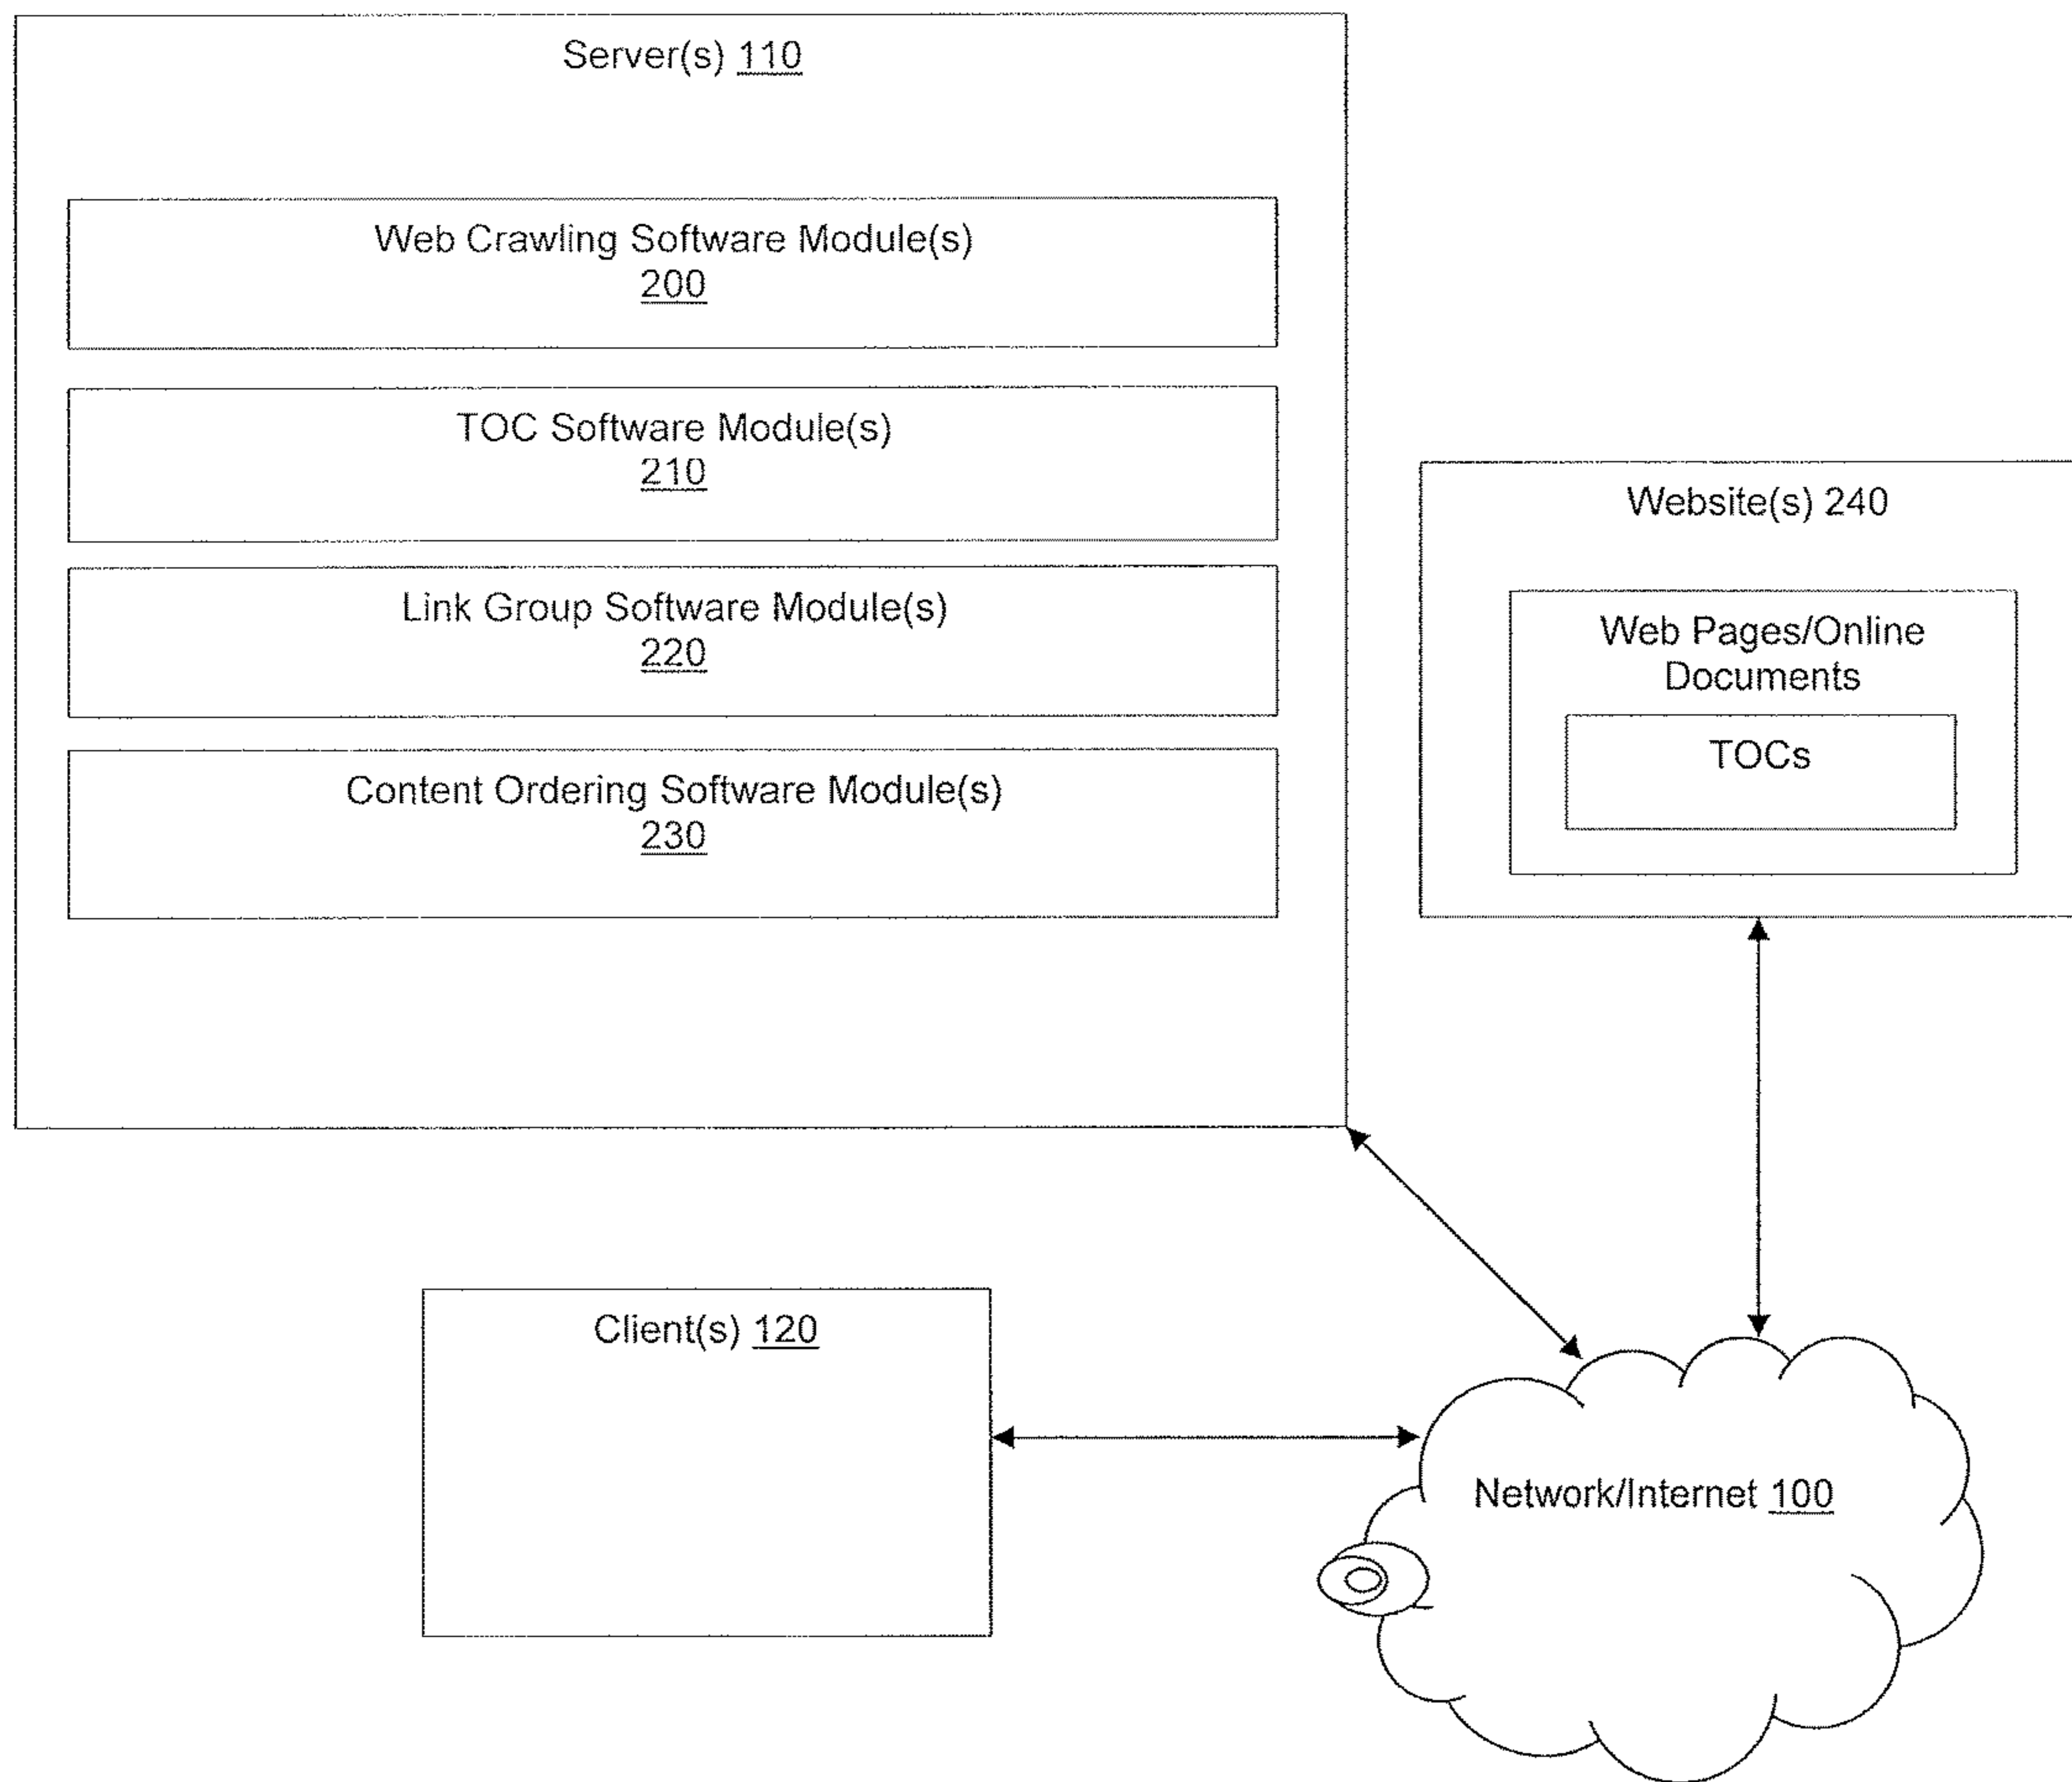 Server(s) 110
Web Crawling Software Module(s)
200
TOC Software Module(s)
210
Link Group Software Module(s)
220
Content Ordering Software Module(s)
230
Website(s) 240
Web Pages/Online
Documents
TOCs
Client(s) 120
Network/Internet 100